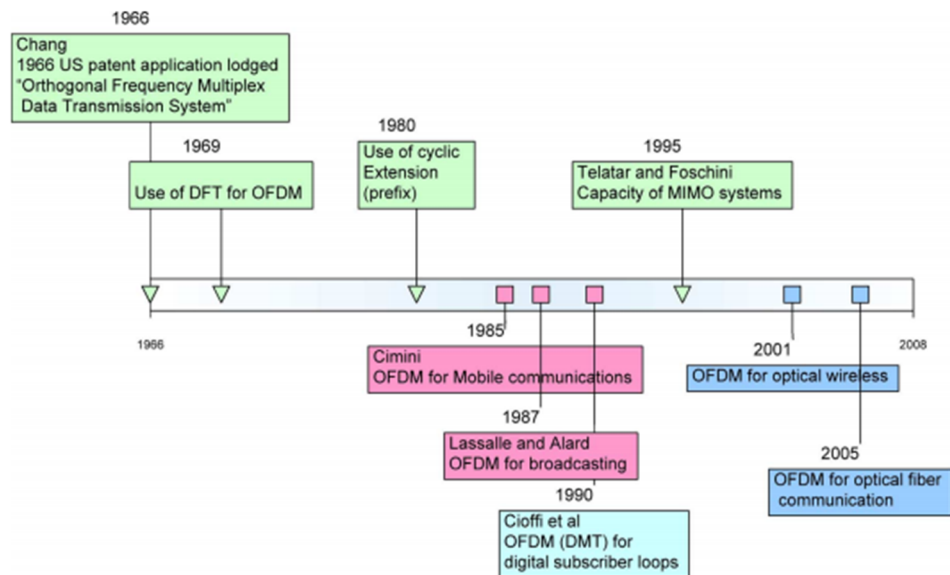 1966
Chang
1966 US patent application lodged
“Orthogonal Frequency Multiplex
Data Transmission System”
1969
Use of DFT for OFDM
1980
Use of cyclic
Extension
(prefix)
1995
Telatar and Foschini
Capacity of MIMO systems
1966
2008
1985
Cimini
OFDM for Mobile communications
1987
Lassalle and Alard
OFDM for broadcasting
1990
Cioffi et al
OFDM (DMT) for
digital subscriber loops
2001
OFDM for optical wireless
2005
OFDM for optical fiber
communication